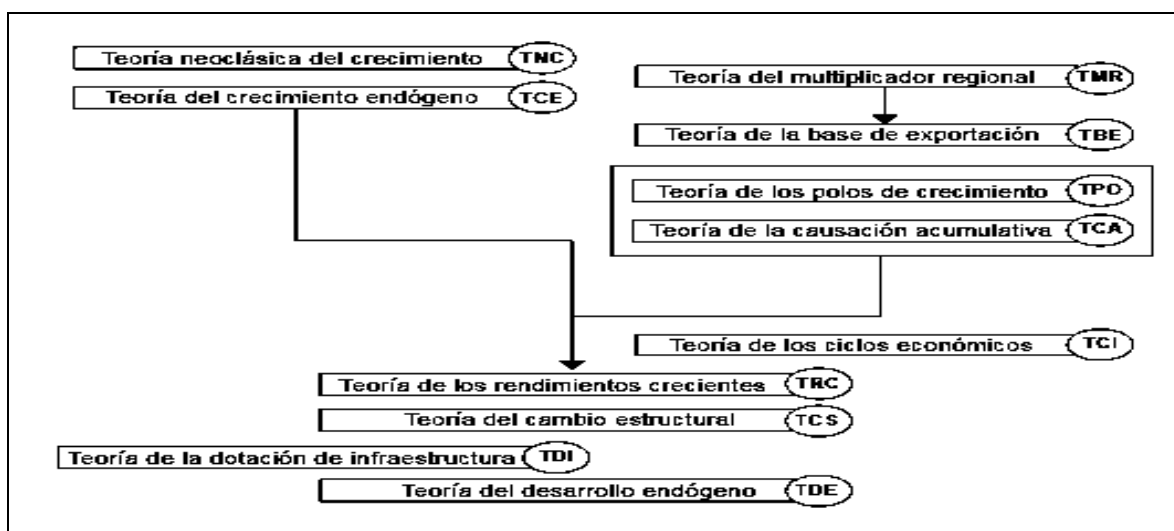 Teoría neoclásica del crecimiento TNC
Teoría del crecimiento endógeno TCE
Teoría del multiplicador regional TMR
Teoría de la base de exportación TBE
Teoría de los polos de crecimiento TPO
Teoría de la causación acumulativa TCA
Teoría de los ciclos económicos TCI
Teoría de los rendimientos crecientes TRC
Teoría del cambio estructural TCS
Teoría de la dotación de infraestructura TDI
Teoría del desarrollo endógeno TDE